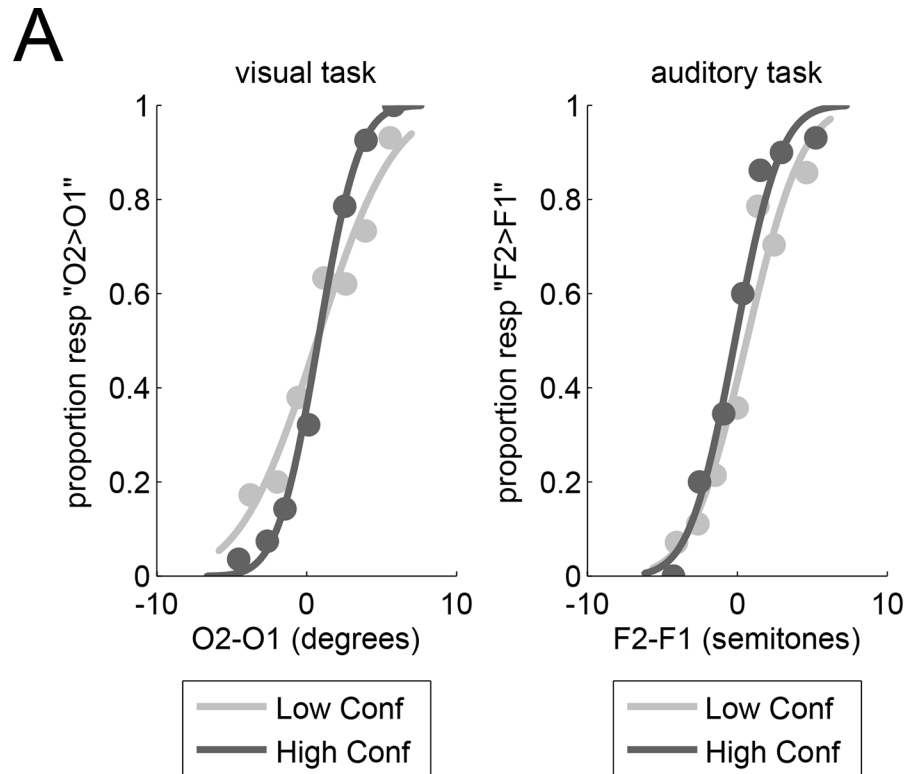 A
visual task
proportion resp "O2>O1"
1
0.8
0.6
0.4
0.2
0
-10
0
10
O2-O1 (degrees)
Low Conf
High Conf
auditory task
proportion resp "F2>F1"
1
0.8
0.6
0.4
0.2
0
-10
0
10
F2-F1 (semitones)
Low Conf
High Conf